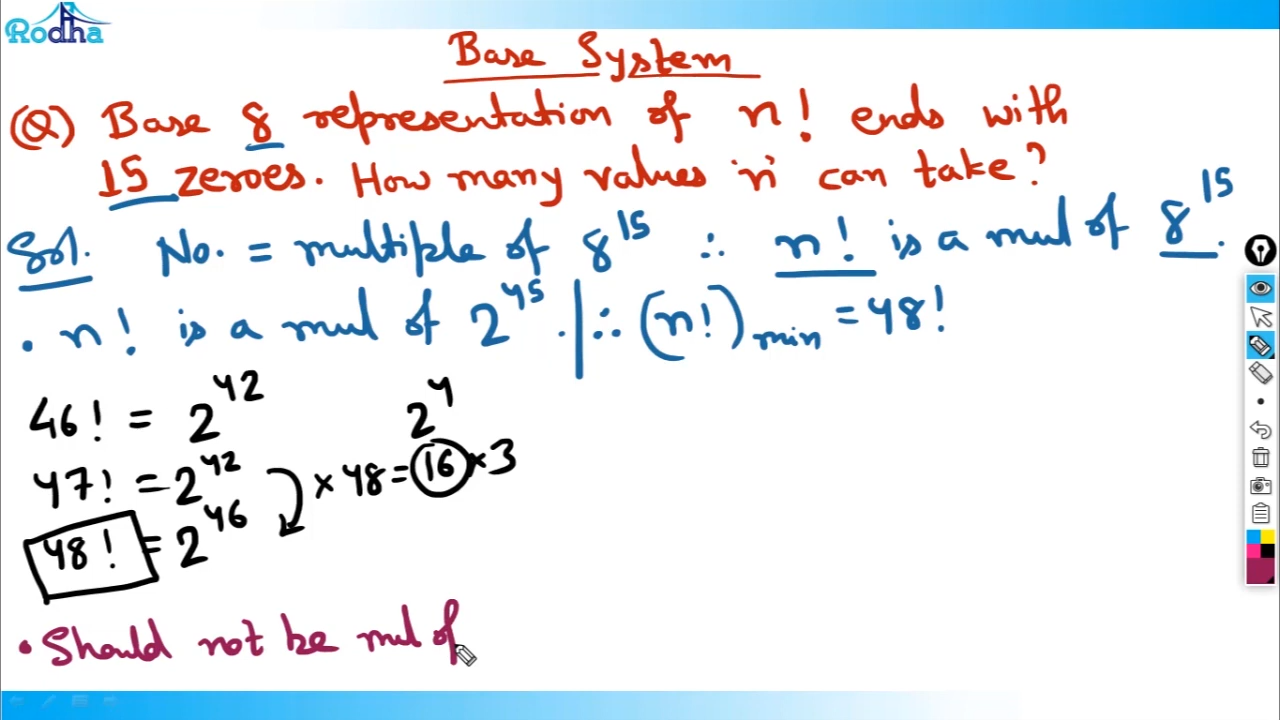 Rodha
Base System
(Q) Base 8 representation of n! ends with
15 zeroes. How many values 'n' can take?
Sol. No. = multiple of 8^15 ∴ n! is a mul of 8^15.
• n! is a mul of 2^45. | ∴ (n!)min = 48!
46! = 2^42 2^4
47! = 2^42 ) × 48 = 16 × 3
48! = 2^46
• Should not be mul of